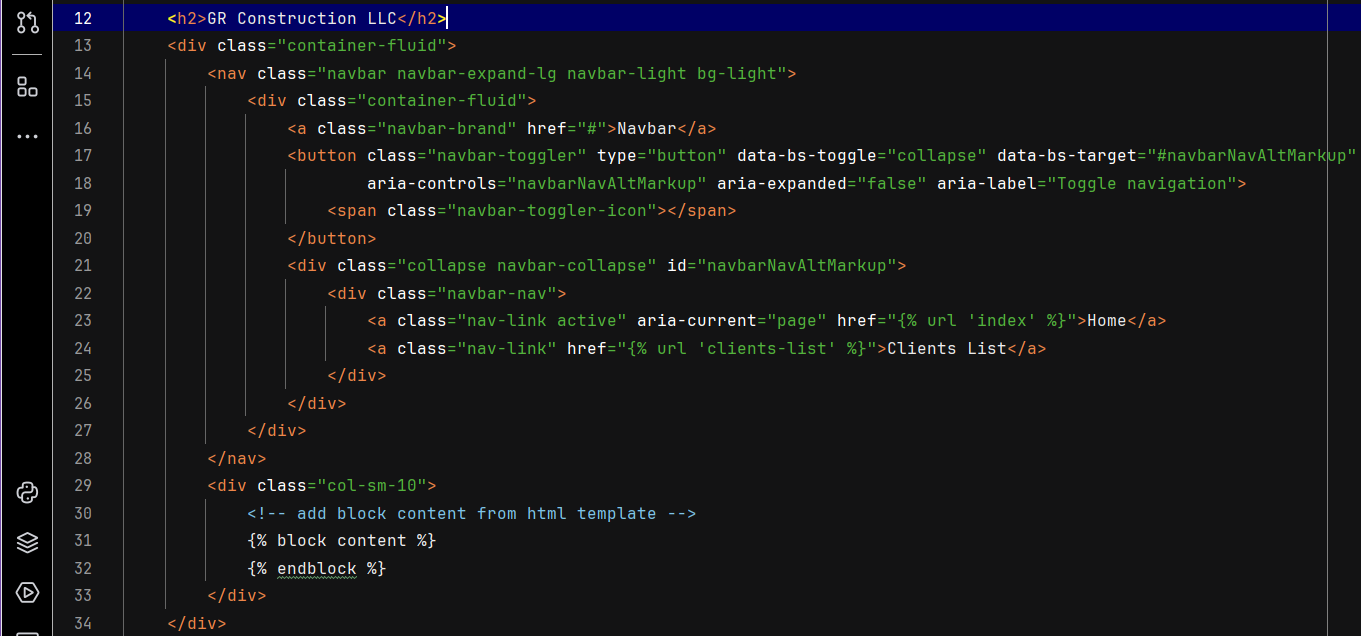 12 <h2>GR Construction LLC</h2>
13 <div class="container-fluid">
14 <nav class="navbar navbar-expand-lg navbar-light bg-light">
15 <div class="container-fluid">
16 <a class="navbar-brand" href="#">Navbar</a>
17 <button class="navbar-toggler" type="button" data-bs-toggle="collapse" data-bs-target="#navbarNavAltMarkup"
18 aria-controls="navbarNavAltMarkup" aria-expanded="false" aria-label="Toggle navigation">
19 <span class="navbar-toggler-icon"></span>
20 </button>
21 <div class="collapse navbar-collapse" id="navbarNavAltMarkup">
22 <div class="navbar-nav">
23 <a class="nav-link active" aria-current="page" href="{% url 'index' %}">Home</a>
24 <a class="nav-link" href="{% url 'clients-list' %}">Clients List</a>
25 </div>
26 </div>
27 </div>
28 </nav>
29 <div class="col-sm-10">
30 <!-- add block content from html template -->
31 {% block content %}
32 {% endblock %}
33 </div>
34 </div>